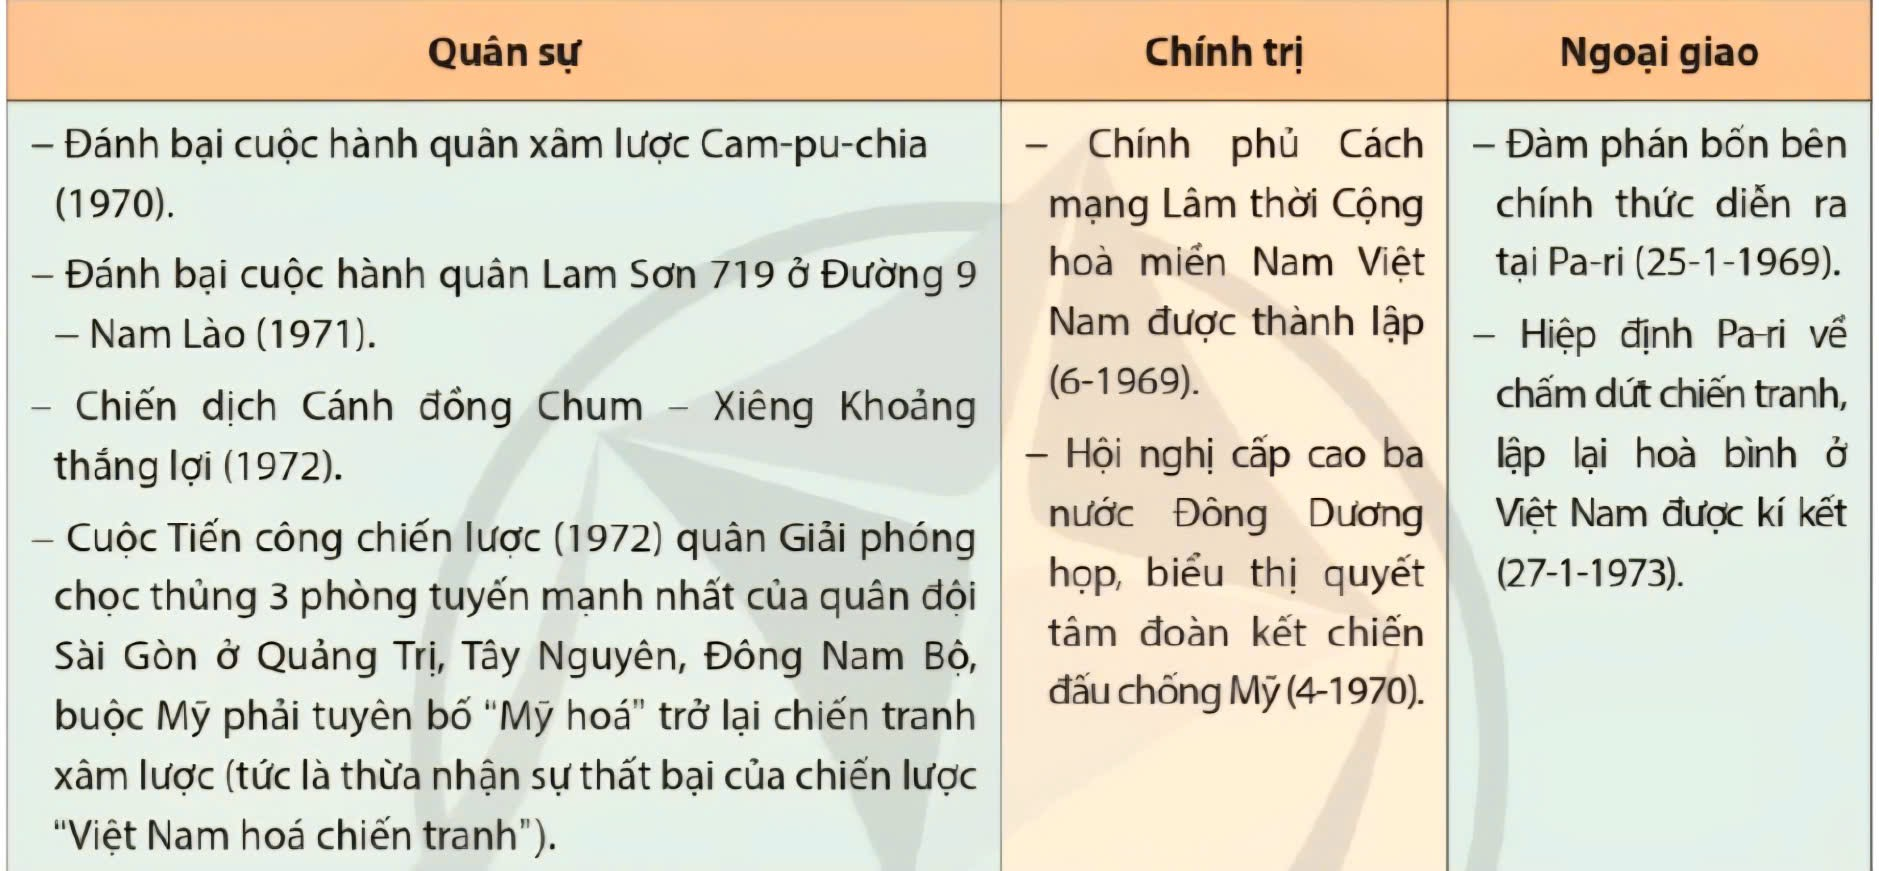 Quân sự
Chính trị
Ngoại giao
– Đánh bại cuộc hành quân xâm lược Cam-pu-chia
(1970).
– Đánh bại cuộc hành quân Lam Sơn 719 ở Đường 9
– Nam Lào (1971).
– Chiến dịch Cánh đồng Chum – Xiêng Khoảng
thắng lợi (1972).
– Cuộc Tiến công chiến lược (1972) quân Giải phóng
chọc thủng 3 phòng tuyến mạnh nhất của quân đội
Sài Gòn ở Quảng Trị, Tây Nguyên, Đông Nam Bộ,
buộc Mỹ phải tuyên bố “Mỹ hoá” trở lại chiến tranh
xâm lược (tức là thừa nhận sự thất bại của chiến lược
“Việt Nam hoá chiến tranh”).
– Chính phủ Cách
mạng Lâm thời Cộng
hoà miền Nam Việt
Nam được thành lập
(6-1969).
– Hội nghị cấp cao ba
nước Đông Dương
họp, biểu thị quyết
tâm đoàn kết chiến
đấu chống Mỹ (4-1970).
– Đàm phán bốn bên
chính thức diễn ra
tại Pa-ri (25-1-1969).
– Hiệp định Pa-ri về
chấm dứt chiến tranh,
lập lại hoà bình ở
Việt Nam được kí kết
(27-1-1973).